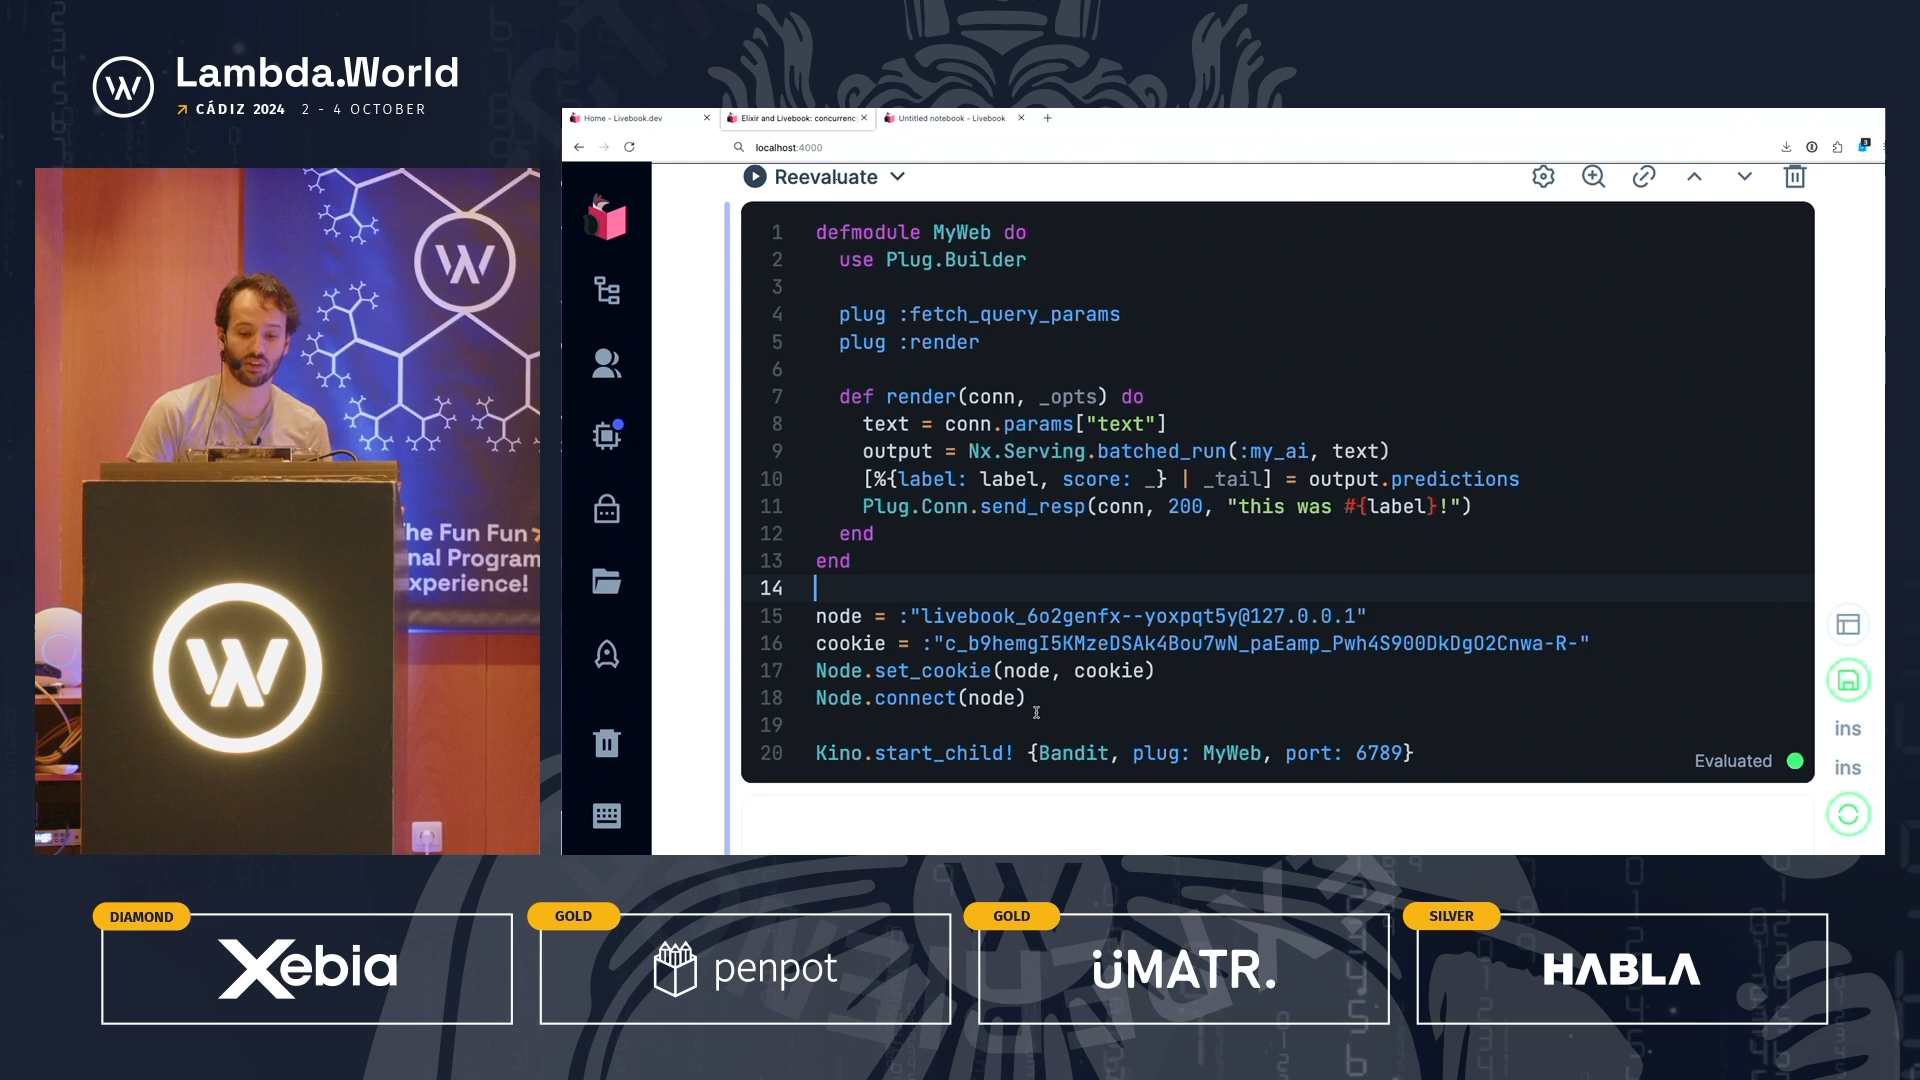 Lambda.World
CÁDIZ 2024 2 - 4 OCTOBER
Home - Livebook.dev
Elixir and Livebook: concurrenc
Untitled notebook - Livebook
localhost:4000
Reevaluate
1 defmodule MyWeb do
2 use Plug.Builder
3
4 plug :fetch_query_params
5 plug :render
6
7 def render(conn, _opts) do
8 text = conn.params["text"]
9 output = Nx.Serving.batched_run(:my_ai, text)
10 [%{label: label, score: _} | _tail] = output.predictions
11 Plug.Conn.send_resp(conn, 200, "this was #{label}!")
12 end
13 end
14
15 node = :"livebook_6o2genfx--yoxpqt5y@127.0.0.1"
16 cookie = :"c_b9hemgI5KMzeDSAk4Bou7wN_paEamp_Pwh4S900DkDgO2Cnwa-R-"
17 Node.set_cookie(node, cookie)
18 Node.connect(node)
19
20 Kino.start_child! {Bandit, plug: MyWeb, port: 6789}
Evaluated
ins
ins
he Fun Fun
nal Program
xperience!
DIAMOND
Xebia
GOLD
penpot
GOLD
üMATR.
SILVER
HABLA